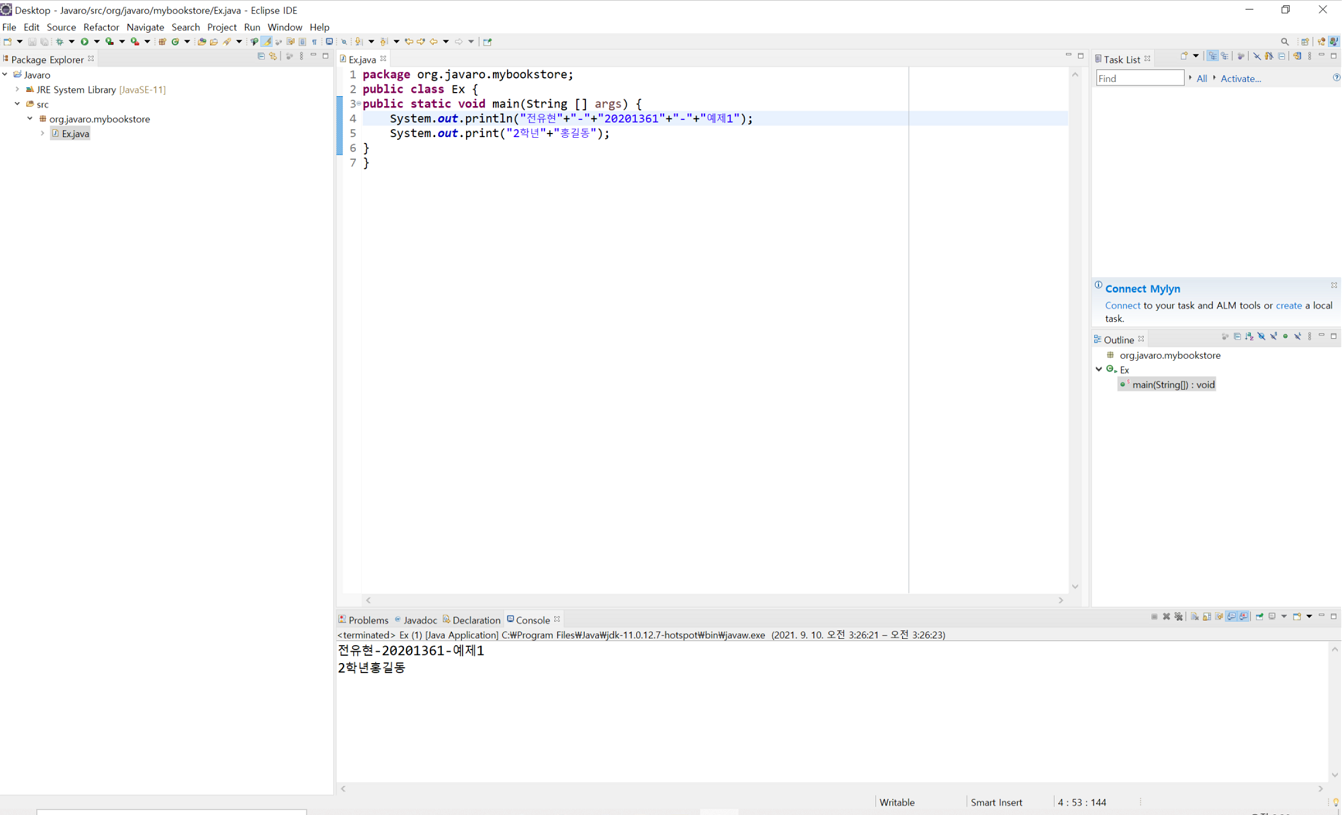 Desktop - Javaro/src/org/javaro/mybookstore/Ex.java - Eclipse IDE
File Edit Source Refactor Navigate Search Project Run Window Help
Package Explorer
Javaro
JRE System Library [JavaSE-11]
src
org.javaro.mybookstore
Ex.java
Ex.java
1 package org.javaro.mybookstore;
2 public class Ex {
3 public static void main(String [] args) {
4 System.out.println("전유현"+"-"+"20201361"+"-"+"예제1");
5 System.out.print("2학년"+"홍길동");
6 }
7 }
Task List
Find All Activate...
Connect Mylyn
Connect to your task and ALM tools or create a local
task.
Outline
org.javaro.mybookstore
Ex
main(String[]) : void
Problems Javadoc Declaration Console
<terminated> Ex (1) [Java Application] C:₩Program Files₩Java₩jdk-11.0.12.7-hotspot₩bin₩javaw.exe (2021. 9. 10. 오전 3:26:21 – 오전 3:26:23)
전유현-20201361-예제1
2학년홍길동
Writable Smart Insert 4 : 53 : 144